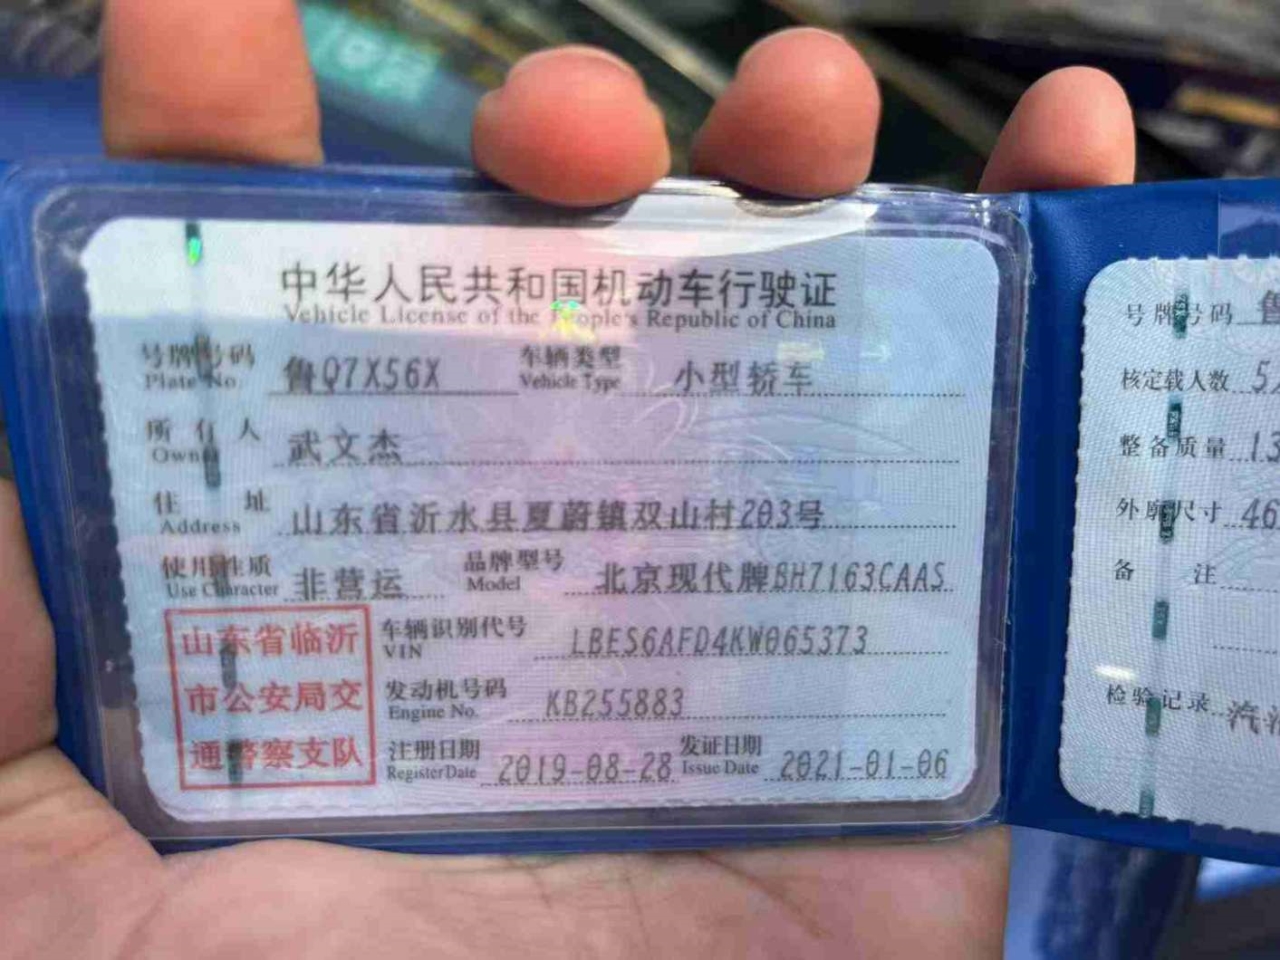 中华人民共和国机动车行驶证
Vehicle License of the People's Republic of China
号牌号码 鲁Q7X56X 车辆类型 小型轿车
Plate No. Vehicle Type
所有人 武文杰
Owner
住址 山东省沂水县夏蔚镇双山村203号
Address
使用性质 非营运 品牌型号 北京现代牌BH7163CAAS
Use Character Model
山东省临沂
市公安局交
通警察支队
车辆识别代号 LBES6AFD4KW065373
VIN
发动机号码 KB255883
Engine No.
注册日期 2019-08-28 发证日期 2021-01-06
Register Date Issue Date
号牌号码 鲁
核定载人数 5
整备质量 13
外廓尺寸 46
备注
检验记录 汽